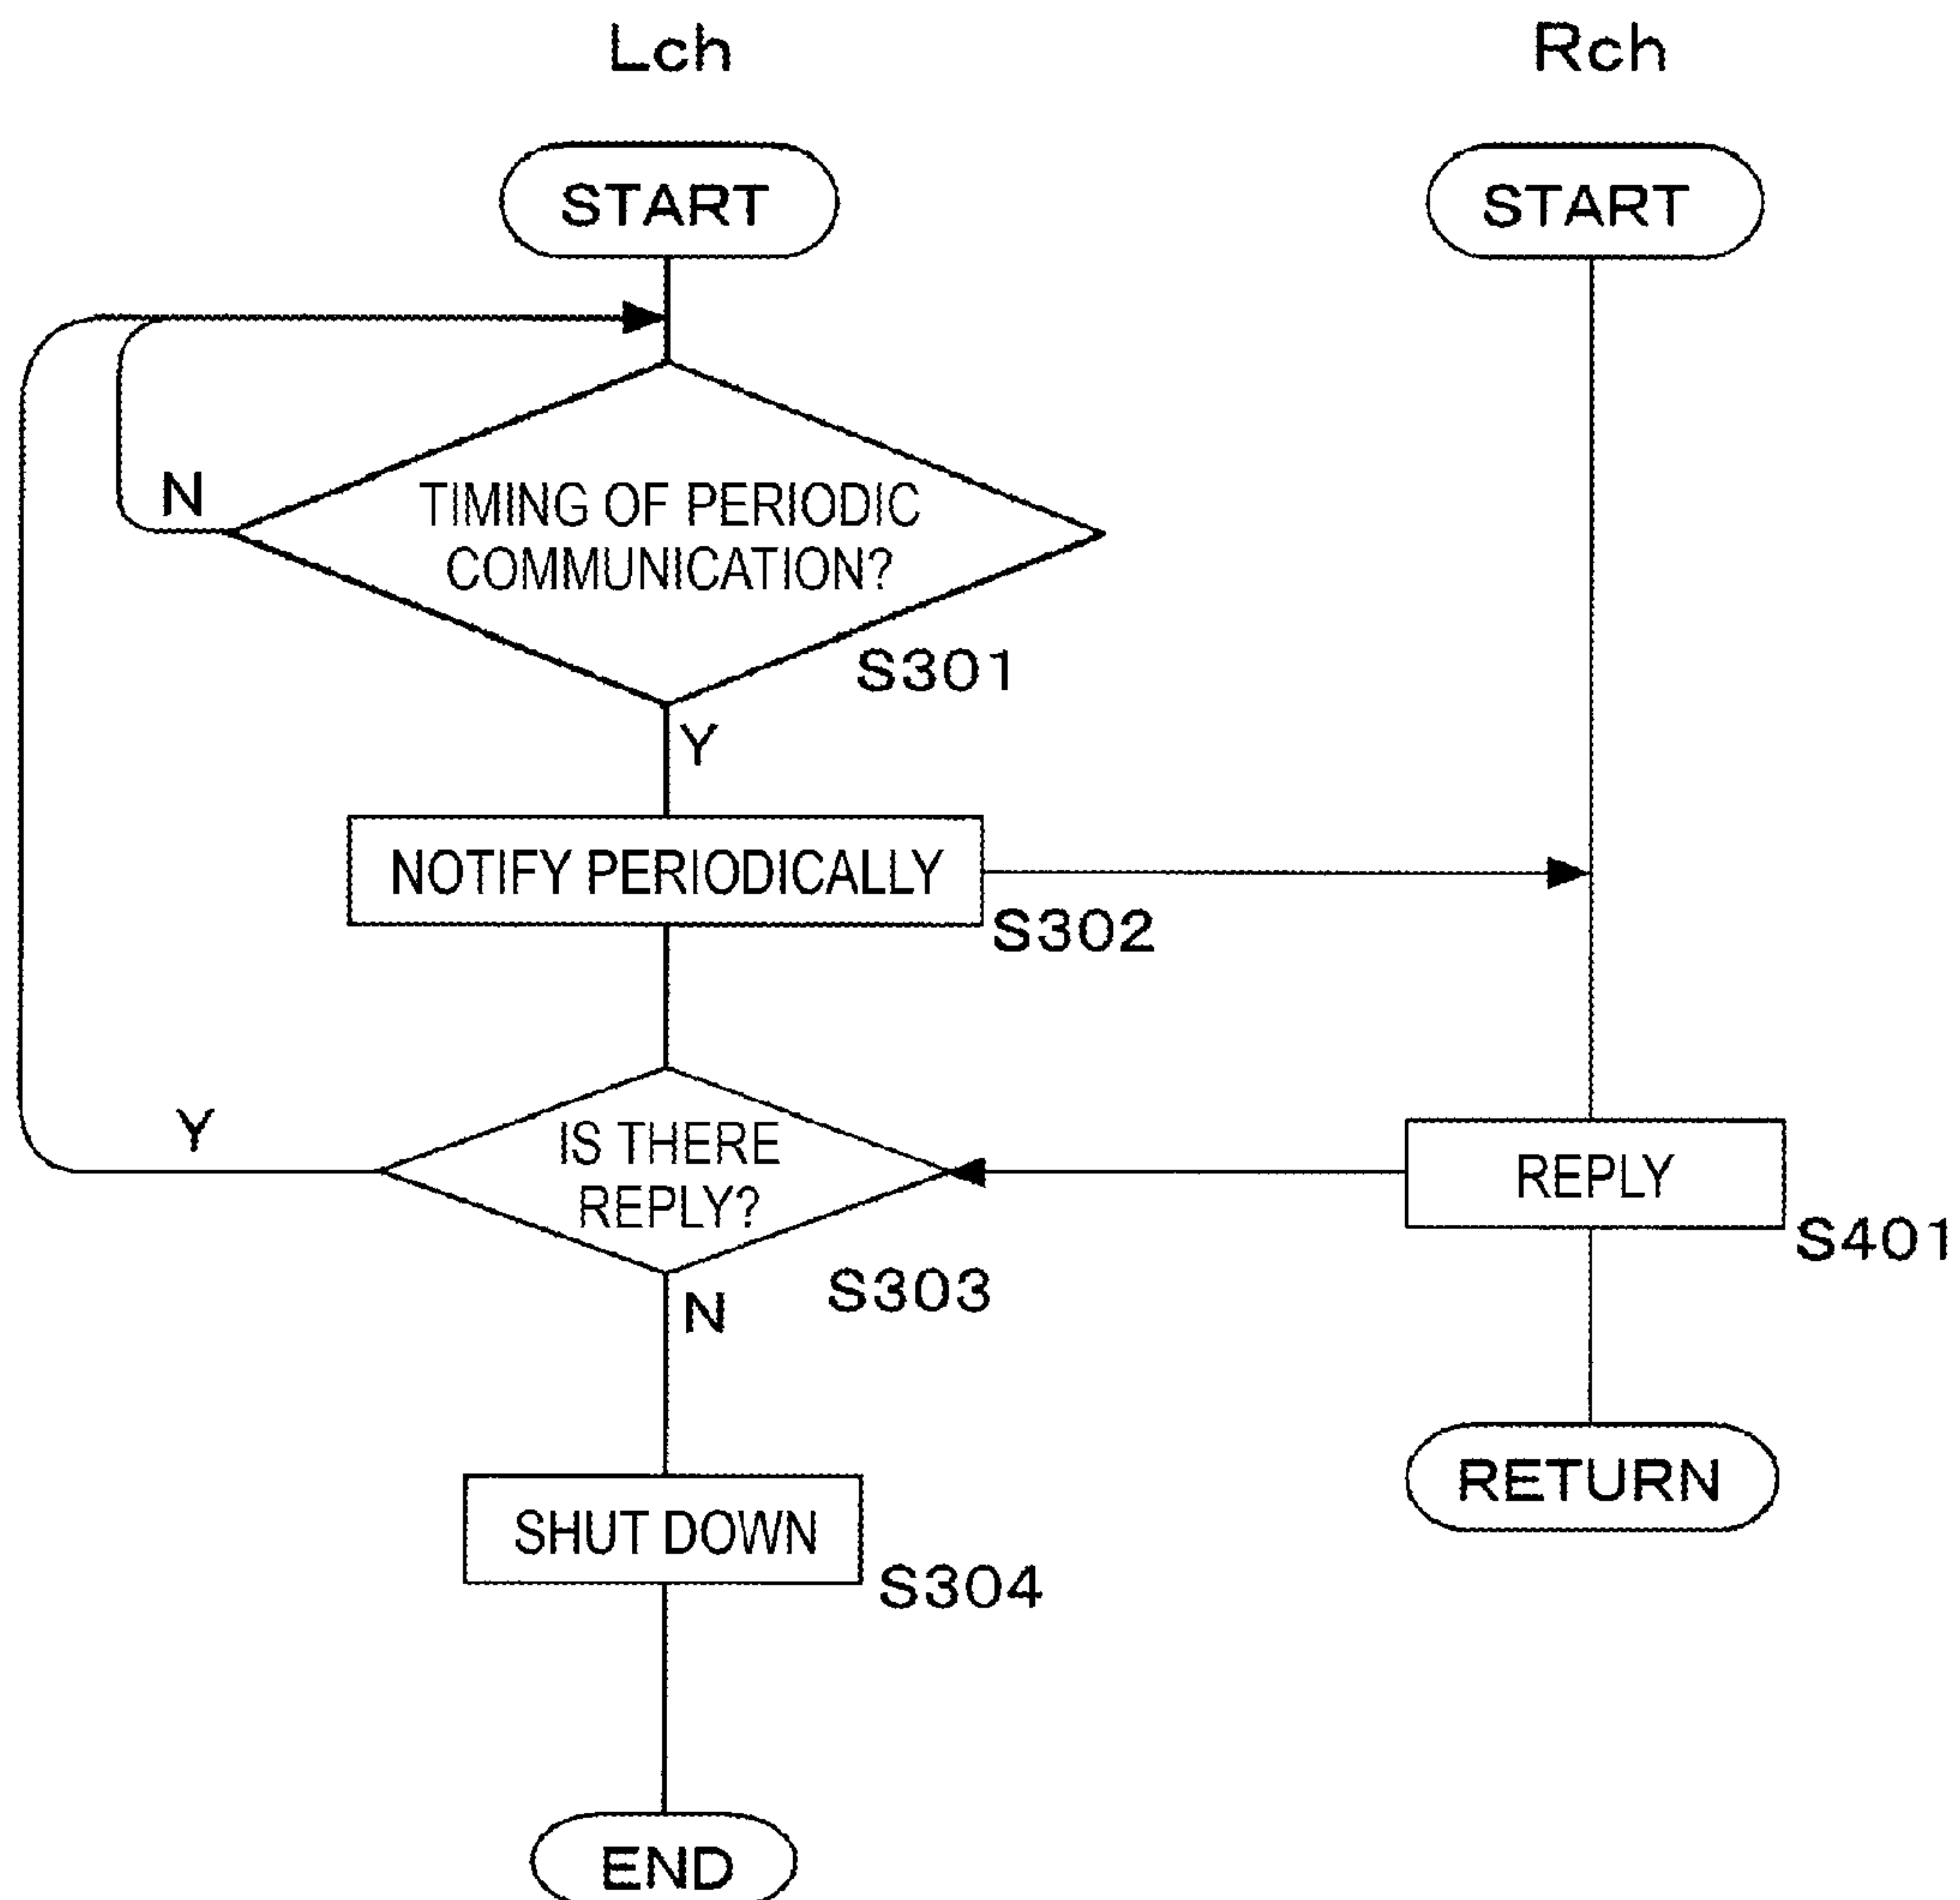 Lch
Rch
START
START
N
TIMING OF PERIODIC
COMMUNICATION?
S301
Y
NOTIFY PERIODICALLY
S302
Y
IS THERE
REPLY?
REPLY
S401
S303
N
RETURN
SHUT DOWN
S304
END